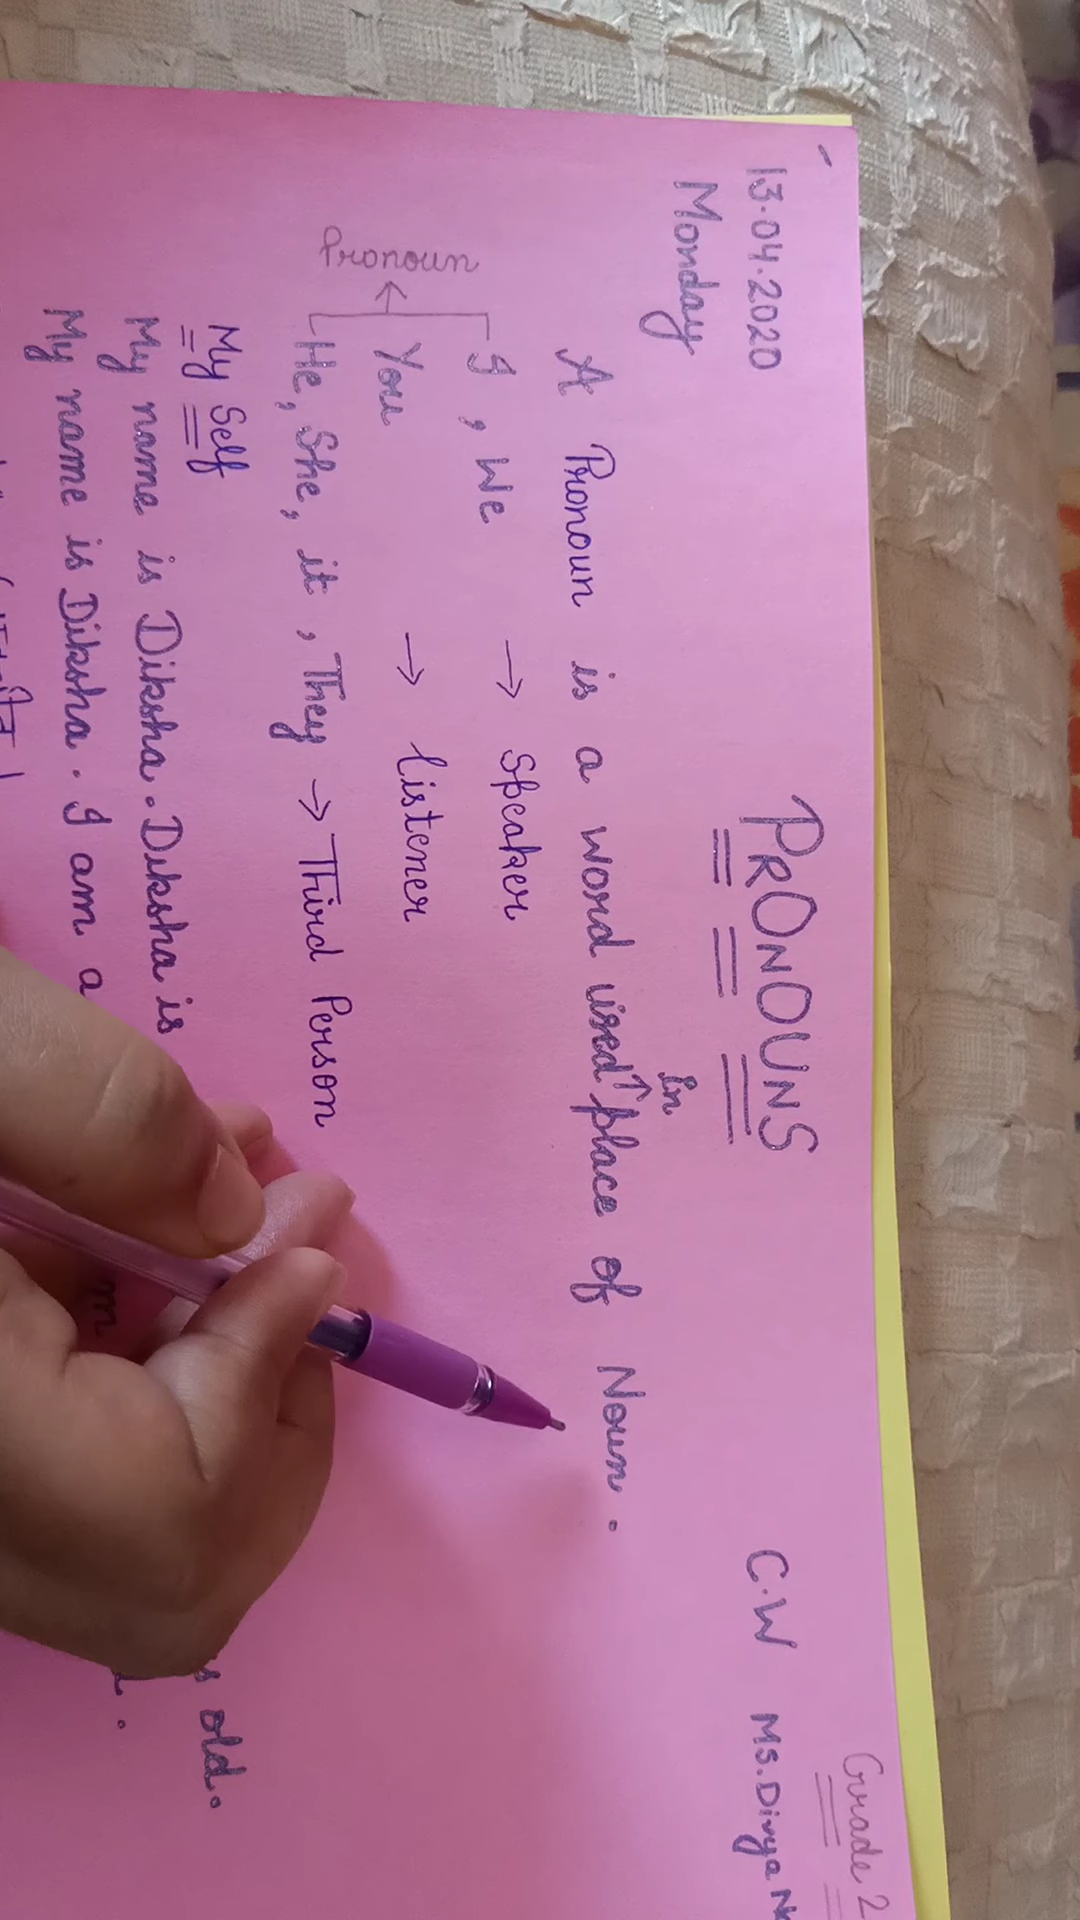 Grade 2
13.04.2020 C.W Ms.Divya
Monday
PRONOUNS
In
A Pronoun is a word used ↑ place of Noun.
I, We → Speaker
Pronoun ← You → listener
He, She, it, They → Third Person
My Self
My name is Diksha. Diksha is old.
My name is Diksha. I am a